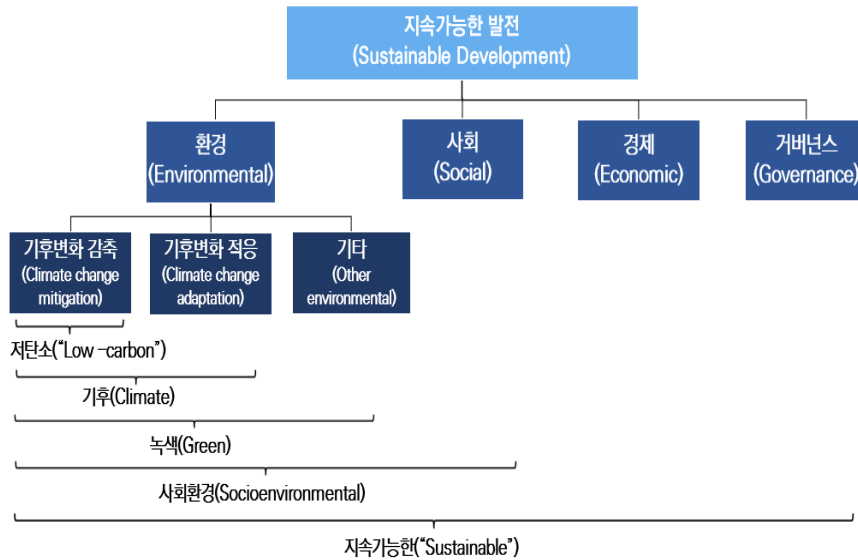 지속가능한 발전
(Sustainable Development)
환경
(Environmental)
사회
(Social)
경제
(Economic)
거버넌스
(Governance)
기후변화 감축
(Climate change
mitigation)
기후변화 적응
(Climate change
adaptation)
기타
(Other
environmental)
저탄소("Low –carbon")
기후(Climate)
녹색(Green)
사회환경(Socioenvironmental)
지속가능한("Sustainable")